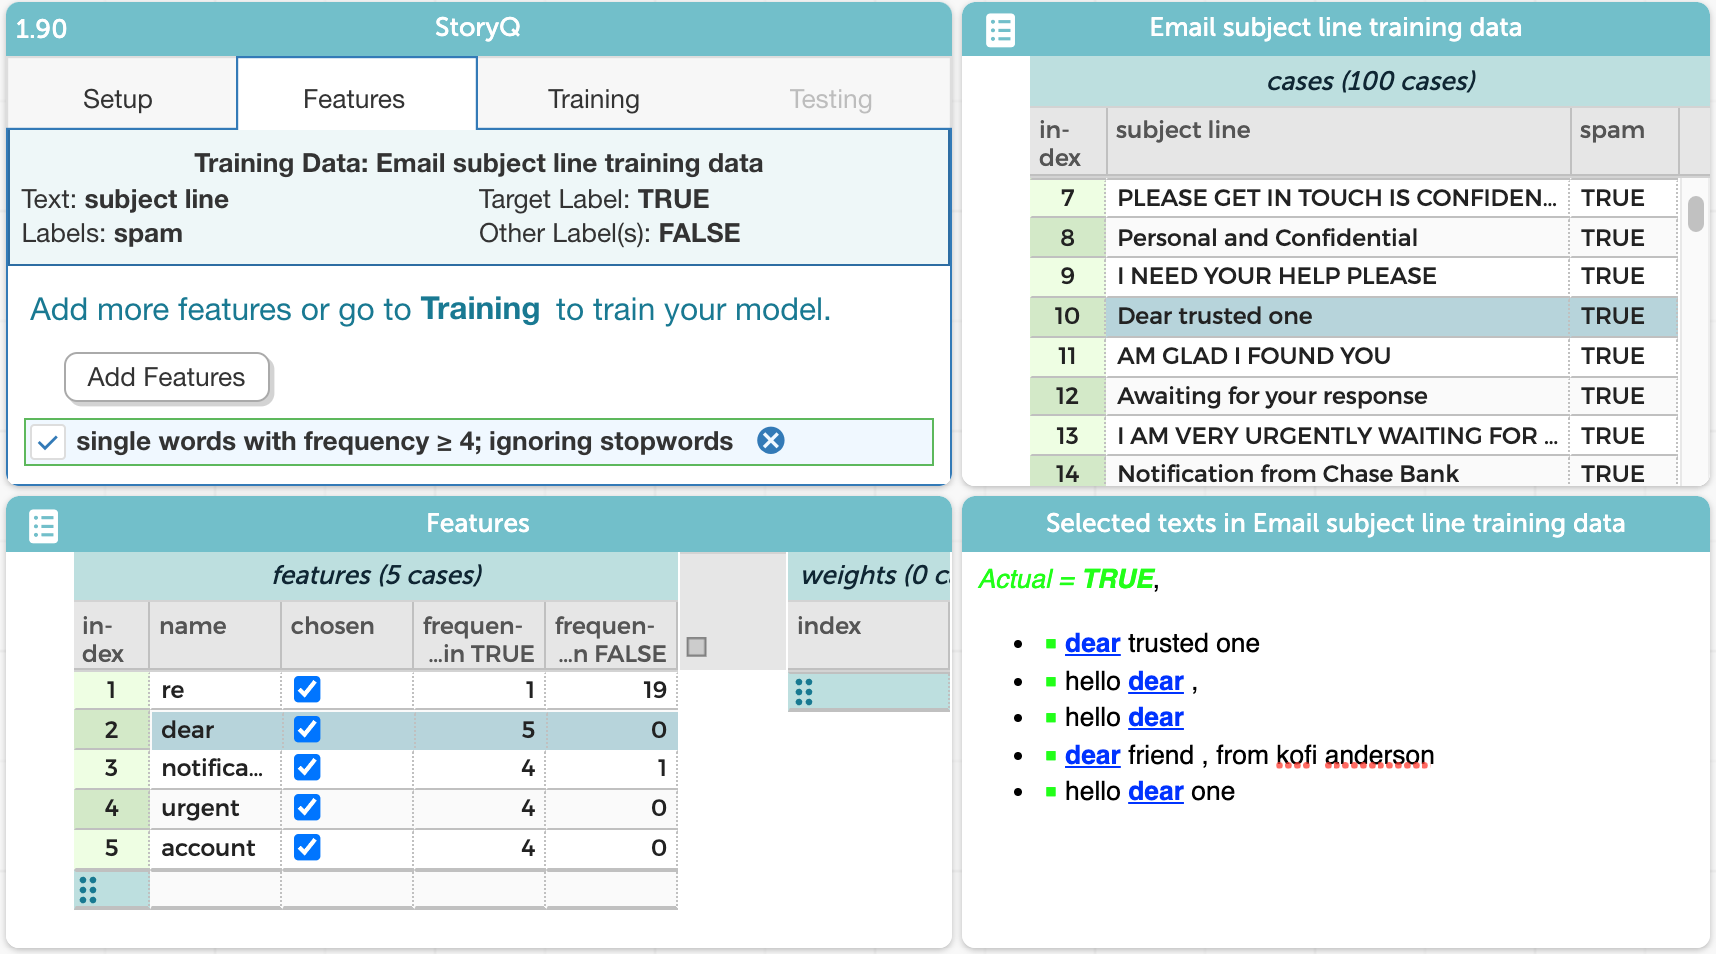 1.90
StoryQ
Setup
Features
Training
Testing
Training Data: Email subject line training data
Text: subject line
Target Label: TRUE
Labels: spam
Other Label(s): FALSE
Add more features or go to Training to train your model.
Add Features
single words with frequency ≥ 4; ignoring stopwords
Email subject line training data
cases (100 cases)
in-
dex
subject line
spam
7 PLEASE GET IN TOUCH IS CONFIDEN... TRUE
8 Personal and Confidential TRUE
9 I NEED YOUR HELP PLEASE TRUE
10 Dear trusted one TRUE
11 AM GLAD I FOUND YOU TRUE
12 Awaiting for your response TRUE
13 I AM VERY URGENTLY WAITING FOR ... TRUE
14 Notification from Chase Bank TRUE
Features
features (5 cases)
weights (0 c
in-
dex
name
chosen
frequen-
...in TRUE
frequen-
...n FALSE
index
1 re 1 19
2 dear 5 0
3 notifica... 4 1
4 urgent 4 0
5 account 4 0
Selected texts in Email subject line training data
Actual = TRUE,
• dear trusted one
• hello dear ,
• hello dear
• dear friend , from kofi anderson
• hello dear one